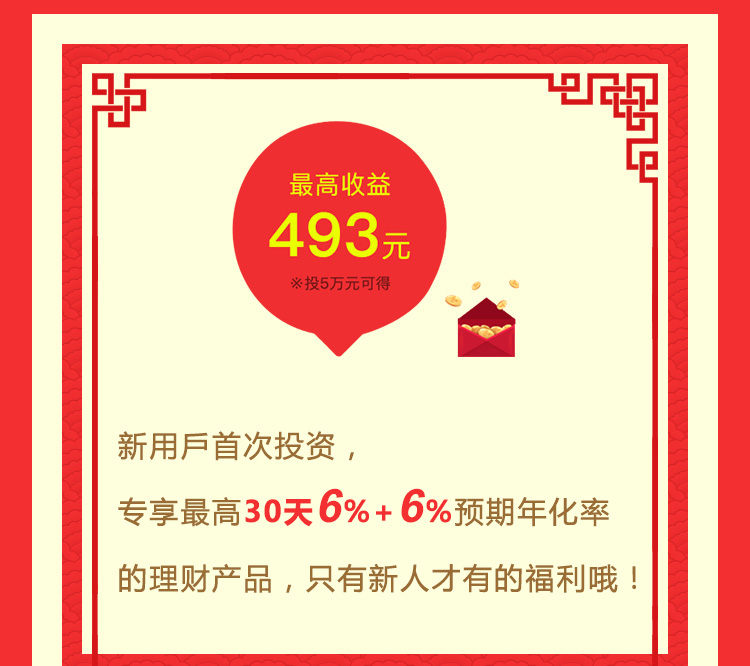 最高收益
493元
※投5万元可得
新用戶首次投资，
专享最高30天6%+6%预期年化率
的理财产品，只有新人才有的福利哦！